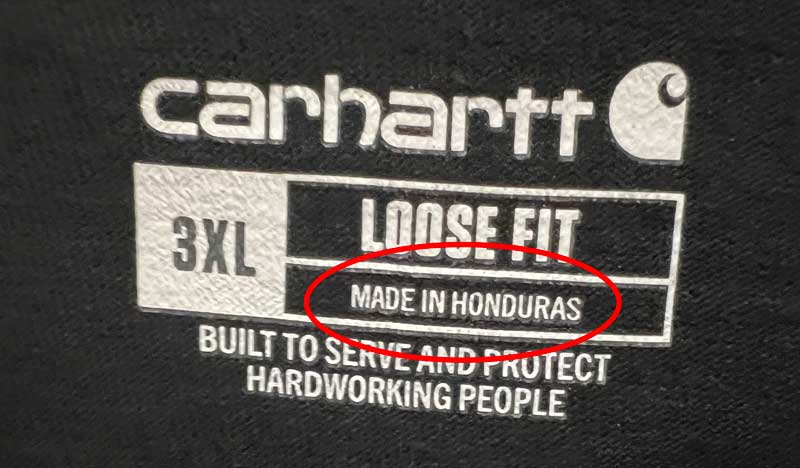 carhartt
3XL
LOOSE FIT
MADE IN HONDURAS
BUILT TO SERVE AND PROTECT
HARDWORKING PEOPLE